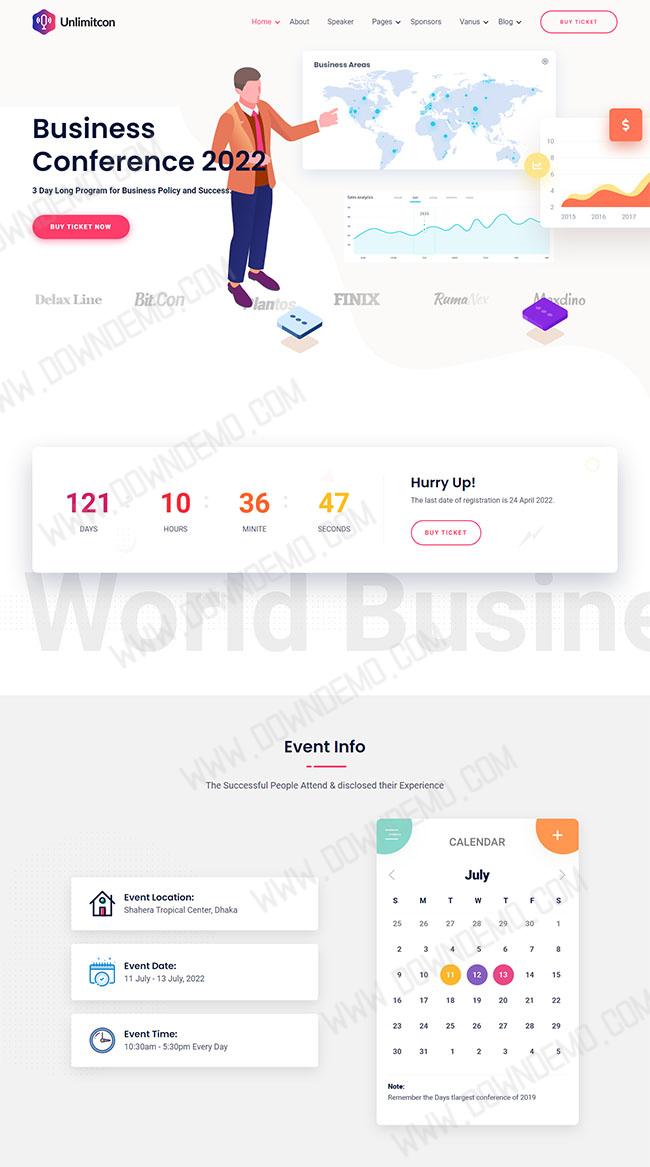 Unlimitcon
Home About Speaker Pages Sponsors Vanus Blog BUY TICKET
Business Areas
Business
Conference 2022
3 Day Long Program for Business Policy and Success.
BUY TICKET NOW
$
10
8
4
2
2015 2016 2017
Sales Analytics
Delax Line Bit.Con Plantos FINIX RumaNex Maxdino
121 : 10 : 36 : 47
DAYS HOURS MINITE SECONDS
Hurry Up!
The last date of registration is 24 April 2022.
BUY TICKET
World Busine
Event Info
The Successful People Attend & disclosed their Experience
Event Location:
Shahera Tropical Center, Dhaka
Event Date:
11 July - 13 July, 2022
Event Time:
10:30am - 5:30pm Every Day
CALENDAR
July
S M T W T F S
25 26 27 28 29 30 1
2 3 4 5 6 7 8
9 10 11 12 13 14 15
16 17 18 19 20 21 22
23 24 25 26 27 28 29
30 31 1 2 3 4 5
Note:
Remember the Days tlargest conference of 2019
WWW.DOWNDEMO.COM